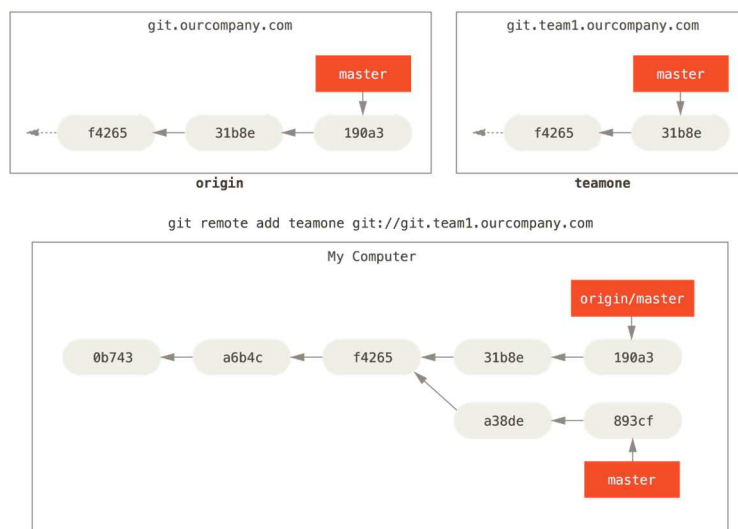 git.ourcompany.com
master
f4265 31b8e 190a3
origin
git.team1.ourcompany.com
master
f4265 31b8e
teamone
git remote add teamone git://git.team1.ourcompany.com
My Computer
origin/master
0b743 a6b4c f4265 31b8e 190a3
a38de 893cf
master